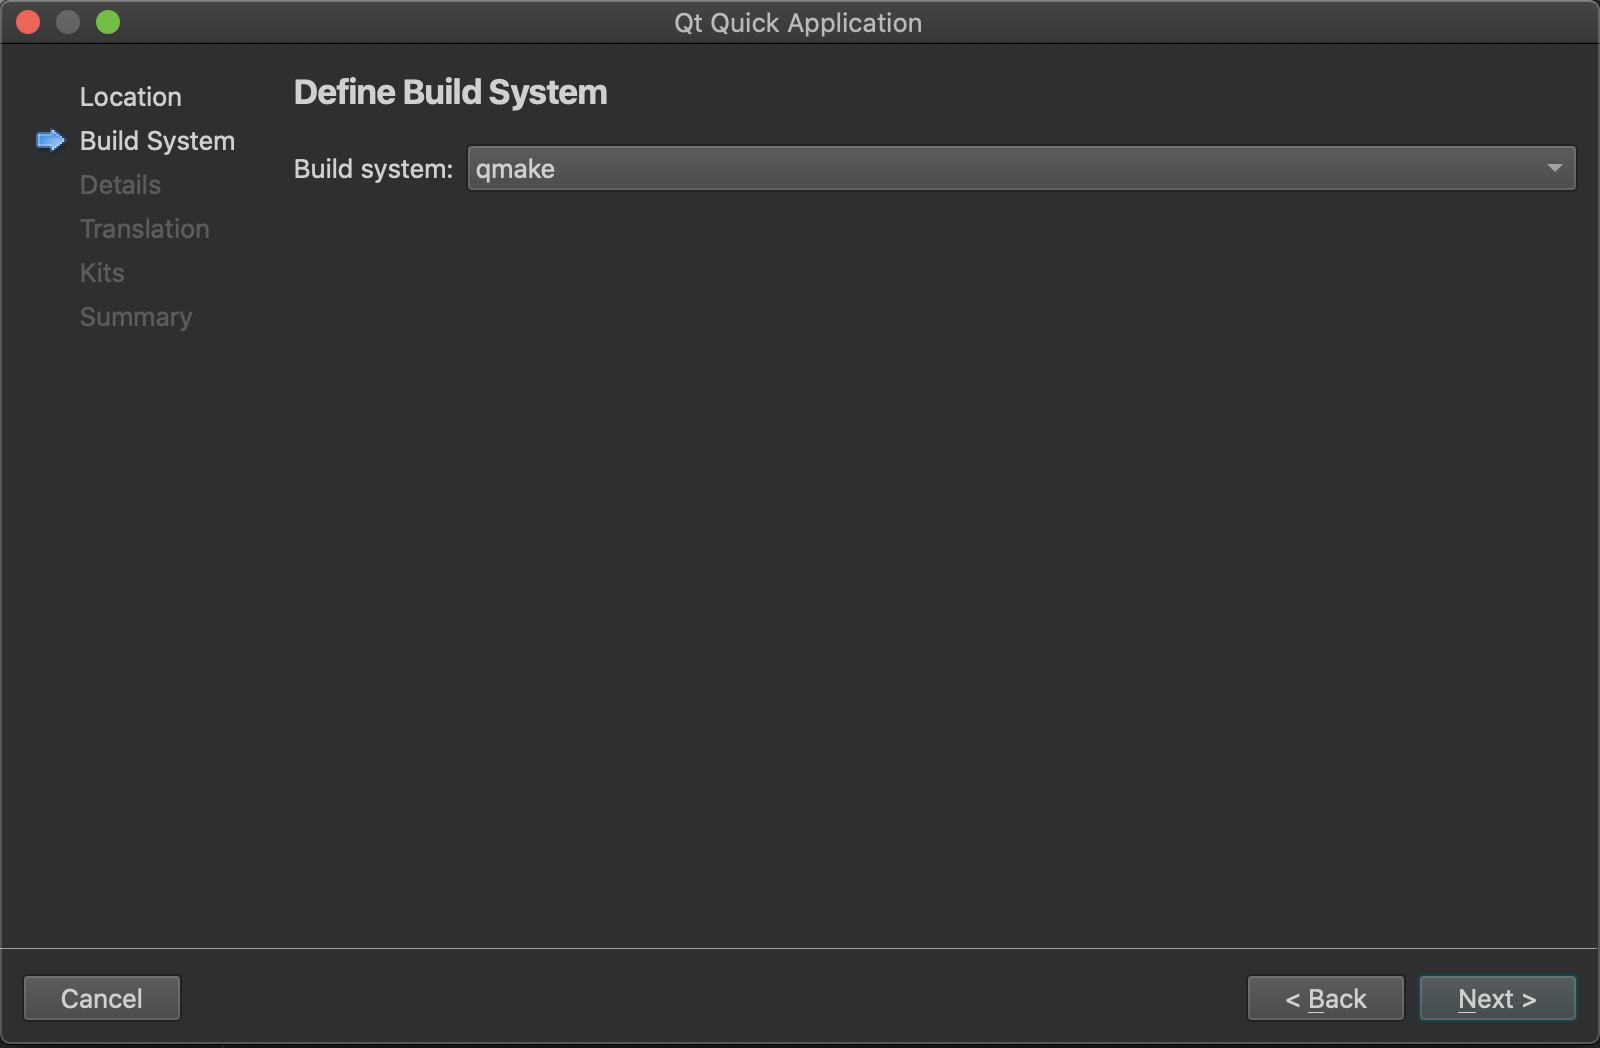 Qt Quick Application
Location
Build System
Details
Translation
Kits
Summary
Define Build System
Build system: qmake
Cancel
< Back
Next >